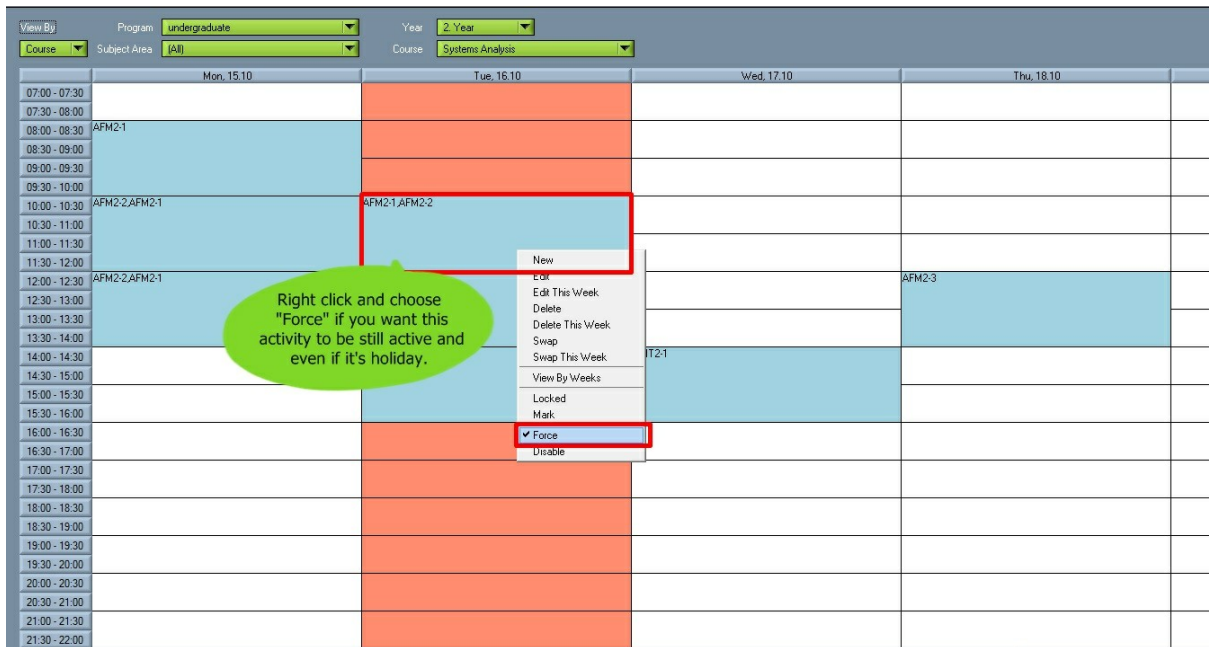 View By Program undergraduate Year 2. Year
Course Subject Area (All) Course Systems Analysis
Mon, 15.10 Tue, 16.10 Wed, 17.10 Thu, 18.10
07:00 - 07:30
07:30 - 08:00
08:00 - 08:30 AFM2-1
08:30 - 09:00
09:00 - 09:30
09:30 - 10:00
10:00 - 10:30 AFM2-2,AFM2-1 AFM2-1,AFM2-2
10:30 - 11:00
11:00 - 11:30
11:30 - 12:00
12:00 - 12:30 AFM2-2,AFM2-1 AFM2-3
12:30 - 13:00
13:00 - 13:30
13:30 - 14:00
14:00 - 14:30 IT2-1
14:30 - 15:00
15:00 - 15:30
15:30 - 16:00
16:00 - 16:30
16:30 - 17:00
17:00 - 17:30
17:30 - 18:00
18:00 - 18:30
18:30 - 19:00
19:00 - 19:30
19:30 - 20:00
20:00 - 20:30
20:30 - 21:00
21:00 - 21:30
21:30 - 22:00
Right click and choose
"Force" if you want this
activity to be still active and
even if it's holiday.
New
Edit
Edit This Week
Delete
Delete This Week
Swap
Swap This Week
View By Weeks
Locked
Mark
Force
Disable